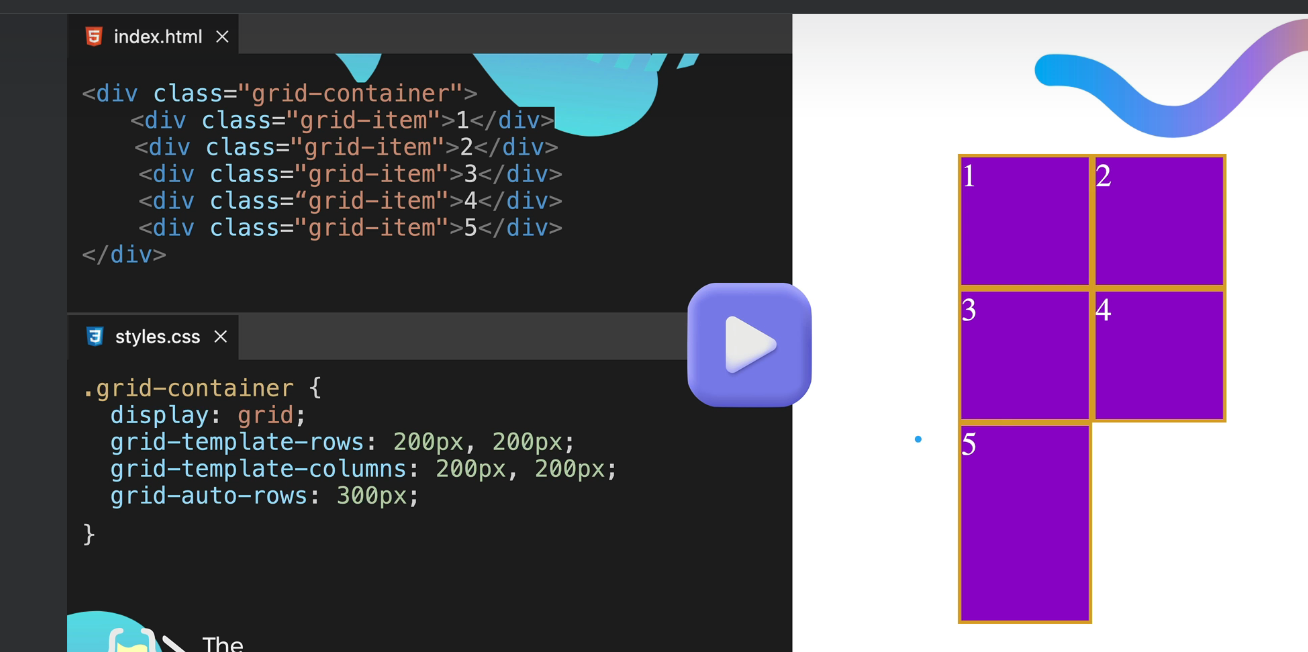 index.html ×
<div class="grid-container">
<div class="grid-item">1</div>
<div class="grid-item">2</div>
<div class="grid-item">3</div>
<div class=“grid-item">4</div>
<div class="grid-item">5</div>
</div>
styles.css ×
.grid-container {
display: grid;
grid-template-rows: 200px, 200px;
grid-template-columns: 200px, 200px;
grid-auto-rows: 300px;
}
The
1 2
3 4
5